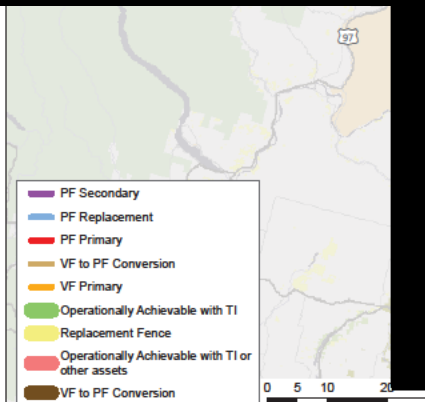 97
PF Secondary
PF Replacement
PF Primary
VF to PF Conversion
VF Primary
Operationally Achievable with TI
Replacement Fence
Operationally Achievable with TI or
other assets
VF to PF Conversion
0 5 10 20